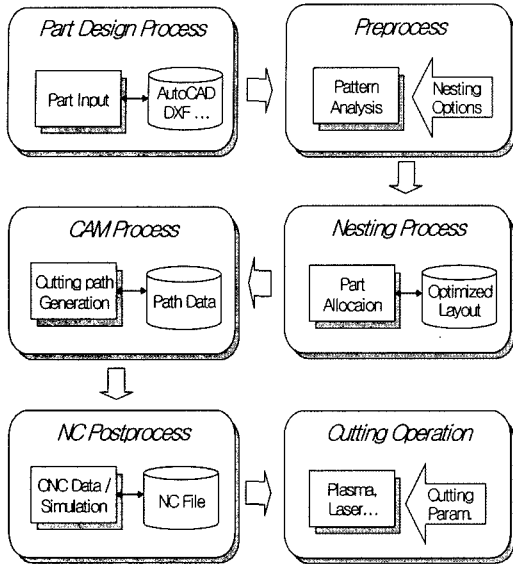 Part Design Process
Part Input
AutoCAD
DXF ...
Preprocess
Pattern
Analysis
Nesting
Options
CAM Process
Cutting path
Generation
Path Data
Nesting Process
Part
Allocaion
Optimized
Layout
NC Postprocess
CNC Data /
Simulation
NC File
Cutting Operation
Plasma,
Laser...
Cutting
Param.